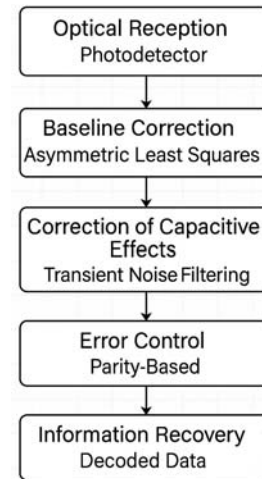 Optical Reception
Photodetector
Baseline Correction
Asymmetric Least Squares
Correction of Capacitive
Effects
Transient Noise Filtering
Error Control
Parity-Based
Information Recovery
Decoded Data